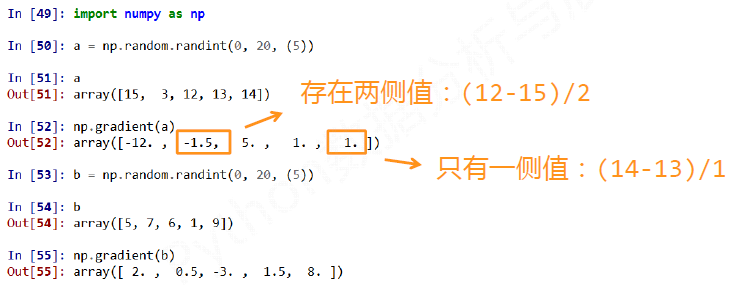 In [49]: import numpy as np
In [50]: a = np.random.randint(0, 20, (5))
In [51]: a
Out[51]: array([15,  3, 12, 13, 14])
存在两侧值：(12-15)/2
In [52]: np.gradient(a)
Out[52]: array([-12. ,  -1.5,   5. ,   1. ,   1. ])
只有一侧值：(14-13)/1
In [53]: b = np.random.randint(0, 20, (5))
In [54]: b
Out[54]: array([5, 7, 6, 1, 9])
In [55]: np.gradient(b)
Out[55]: array([ 2. ,  0.5, -3. ,  1.5,  8. ])